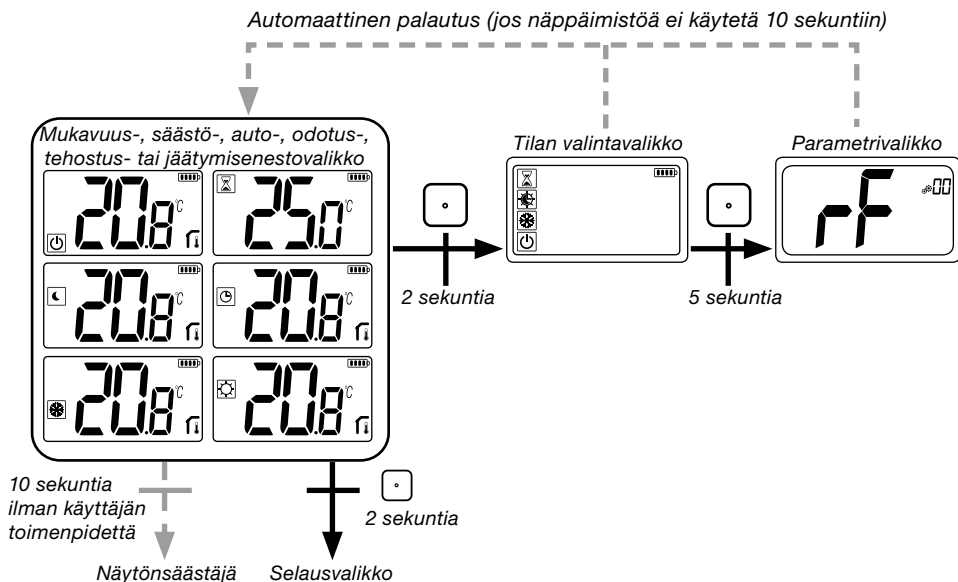 Automaattinen palautus (jos näppäimistöä ei käytetä 10 sekuntiin)
Mukavuus-, säästö-, auto-, odotus-,
tehostus- tai jäätymisenestovalikko
20.8 °C
25.0 °C
20.8 °C
20.8 °C
20.8 °C
20.8 °C
2 sekuntia
Tilan valintavalikko
5 sekuntia
Parametrivalikko
rF
00
10 sekuntia
ilman käyttäjän
toimenpidettä
2 sekuntia
Näytönsäästäjä
Selausvalikko